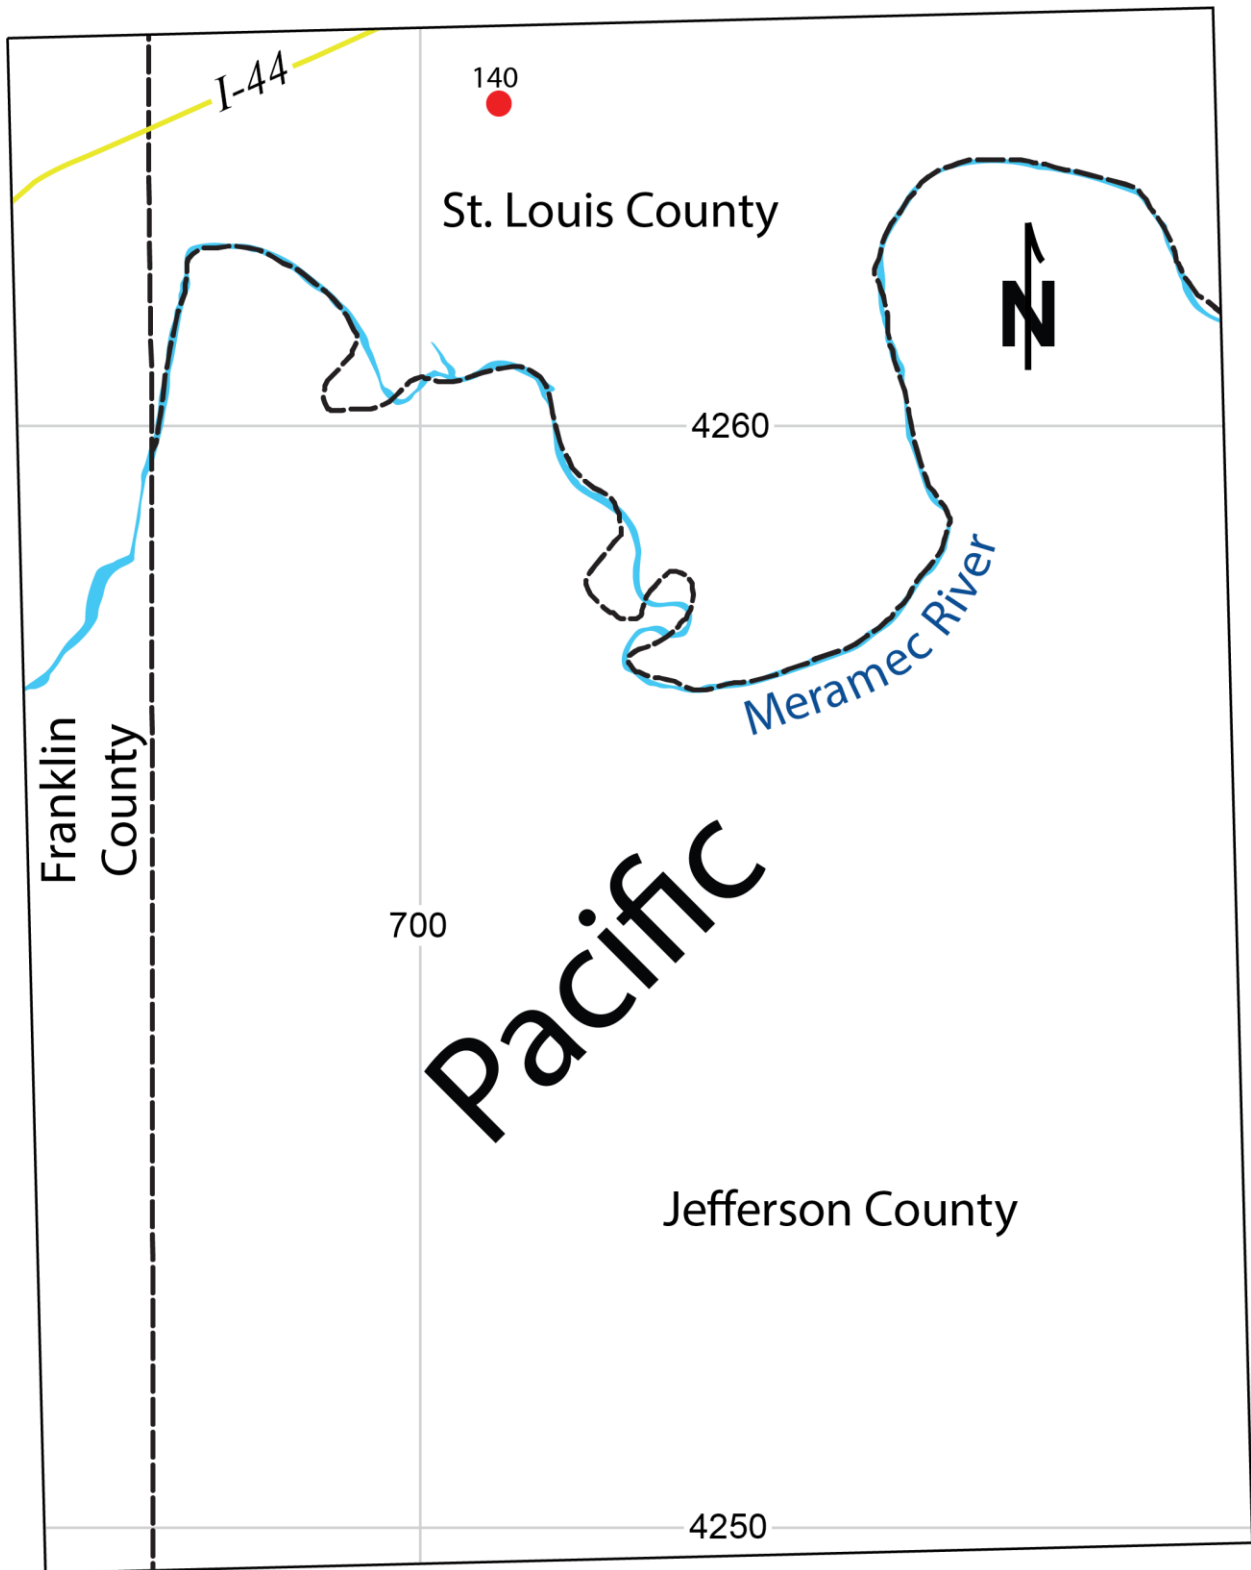 I-44
140
St. Louis County
N
4260
Meramec River
Franklin
County
700
Pacific
Jefferson County
4250